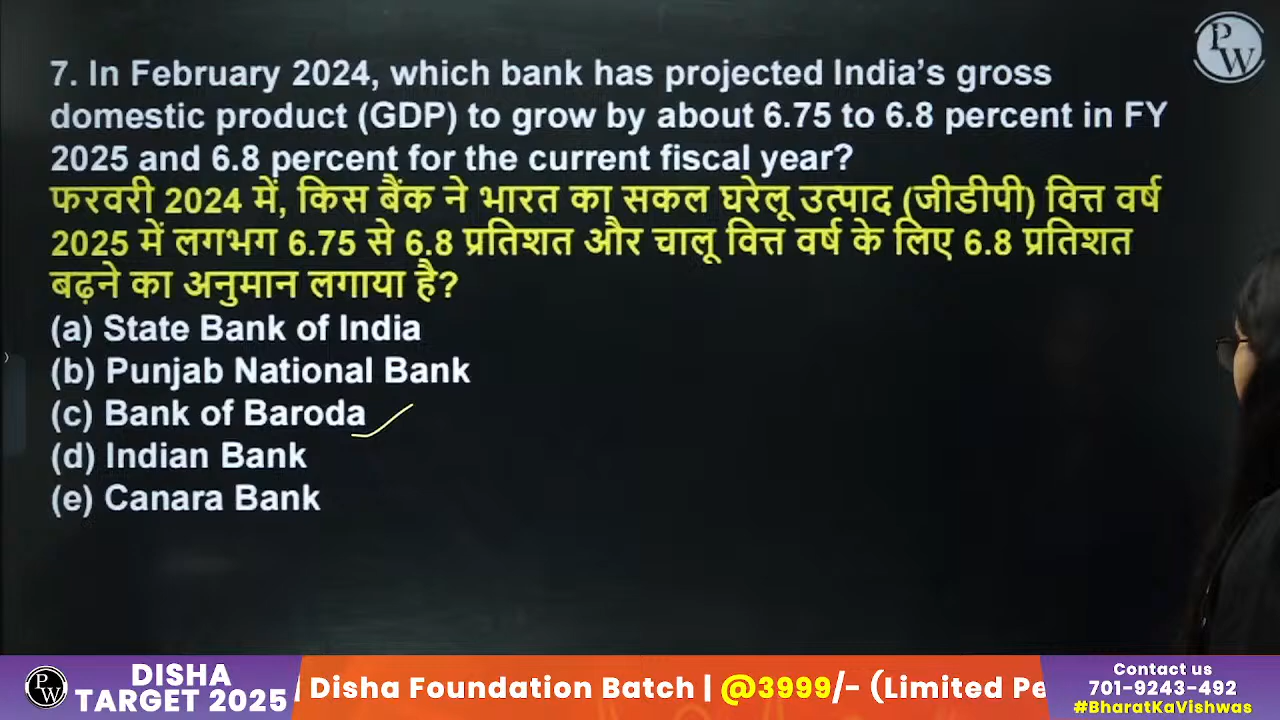 PW
7. In February 2024, which bank has projected India's gross
domestic product (GDP) to grow by about 6.75 to 6.8 percent in FY
2025 and 6.8 percent for the current fiscal year?
फरवरी 2024 में, किस बैंक ने भारत का सकल घरेलू उत्पाद (जीडीपी) वित्त वर्ष
2025 में लगभग 6.75 से 6.8 प्रतिशत और चालू वित्त वर्ष के लिए 6.8 प्रतिशत
बढ़ने का अनुमान लगाया है?
(a) State Bank of India
(b) Punjab National Bank
(c) Bank of Baroda
(d) Indian Bank
(e) Canara Bank
PW
DISHA
TARGET 2025
Disha Foundation Batch | @3999/- (Limited Pe
Contact us
701-9243-492
#BharatKaVishwas